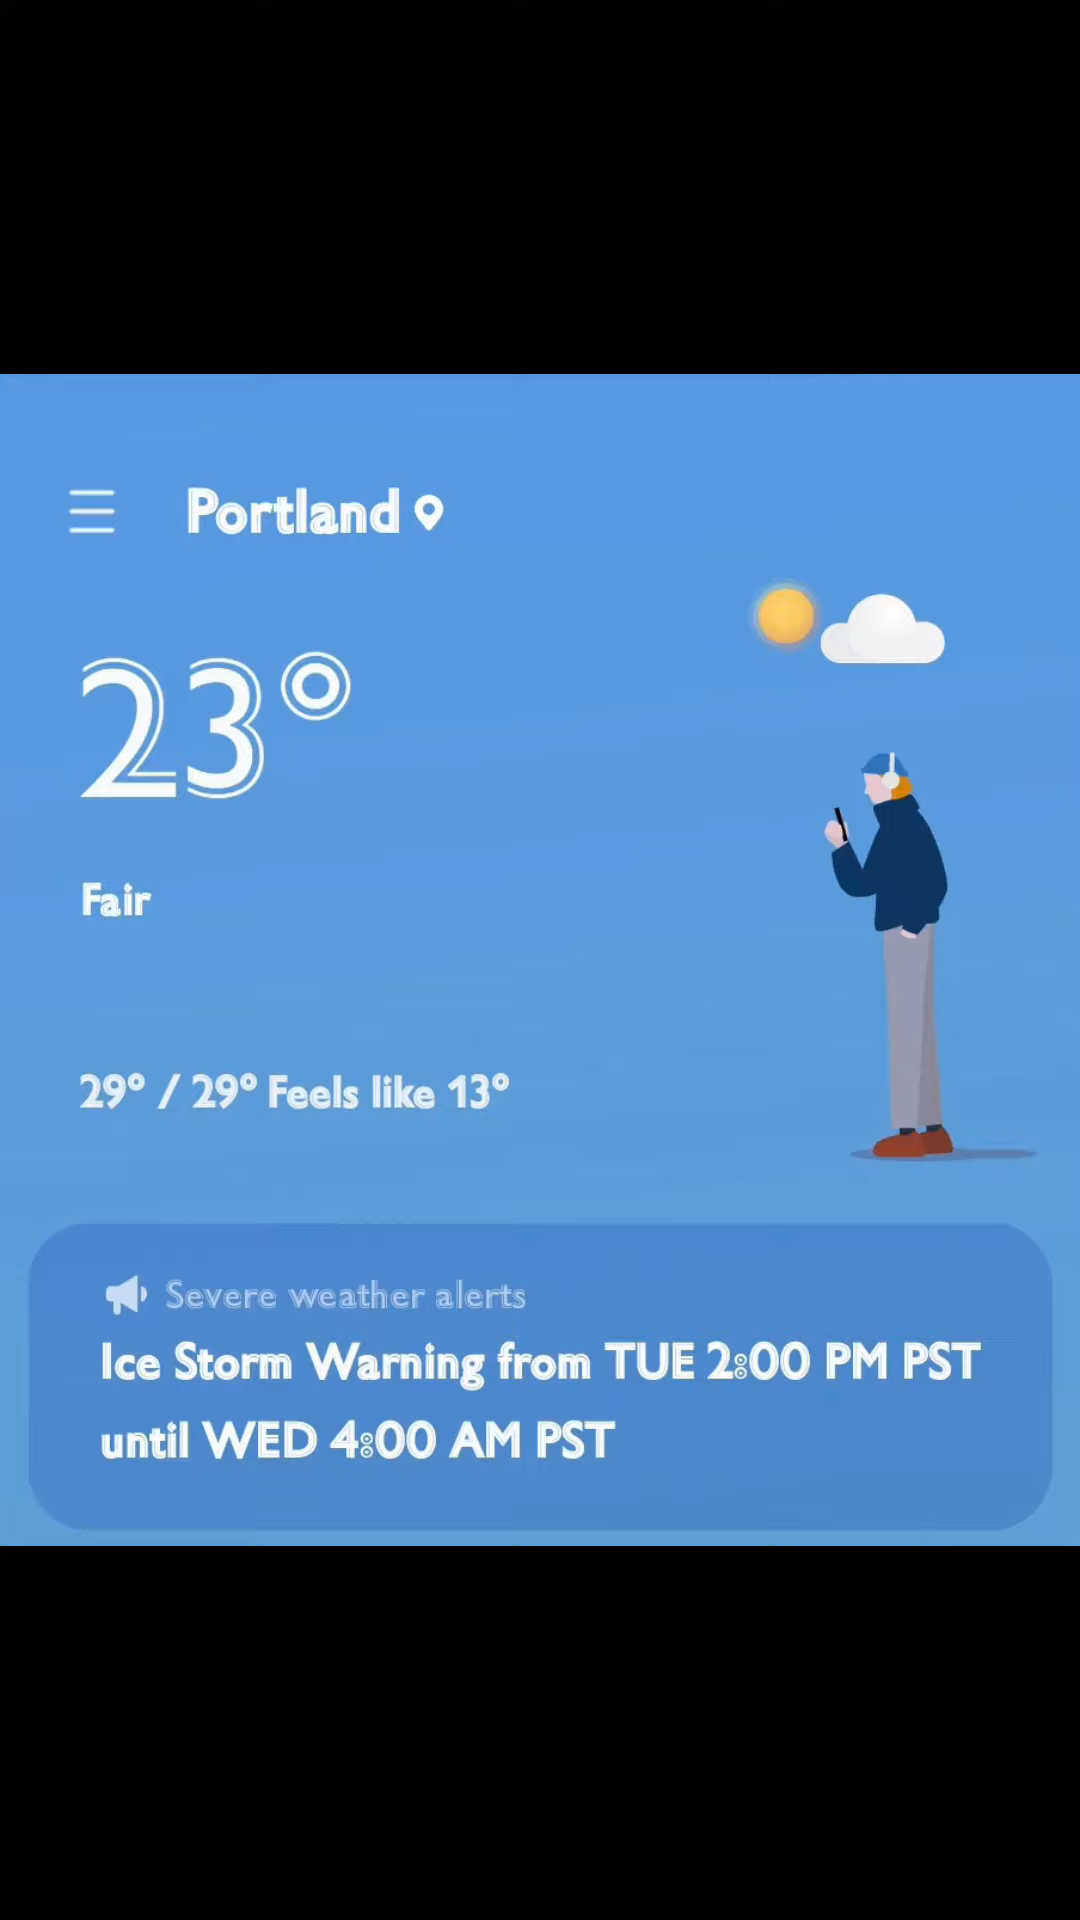 Portland
23°
Fair
29° / 29° Feels like 13°
Severe weather alerts
Ice Storm Warning from TUE 2:00 PM PST
until WED 4:00 AM PST